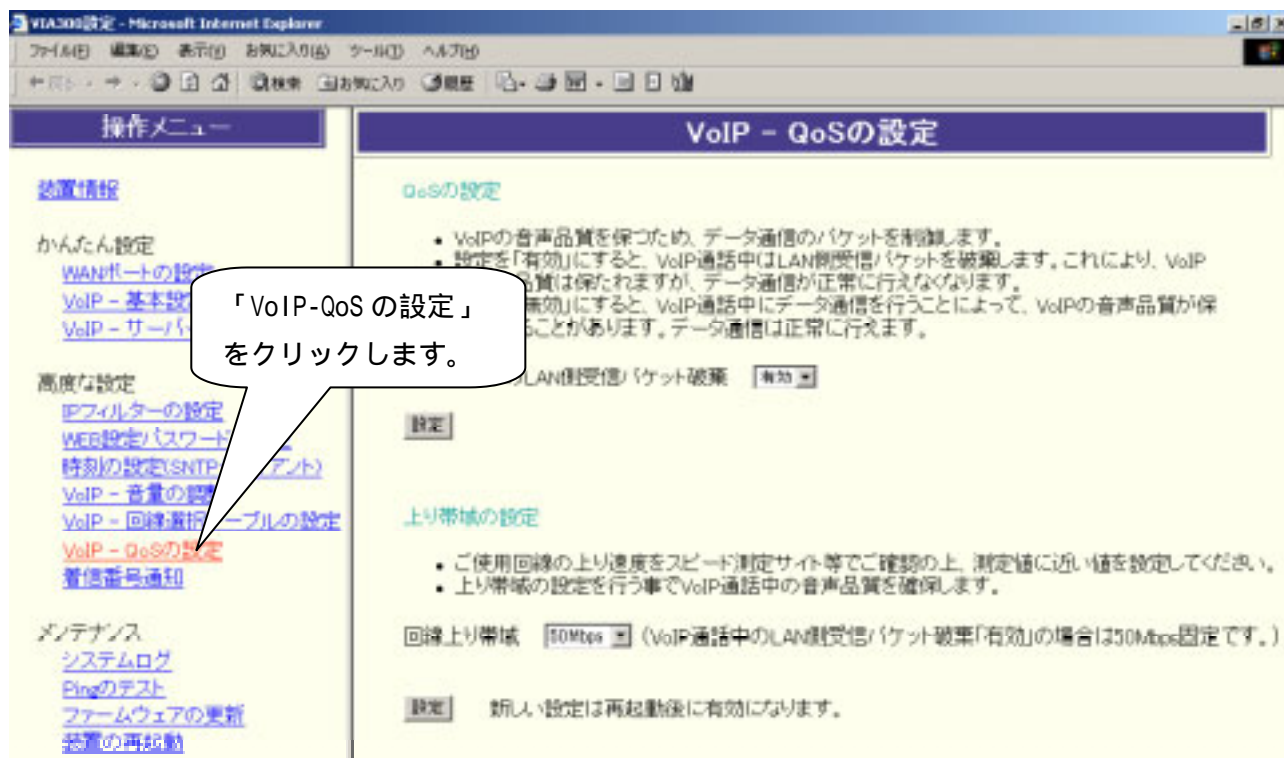 VIA300設定 - Microsoft Internet Explorer
ファイル(F) 編集(E) 表示(V) お気に入り(A) ツール(T) ヘルプ(H)
戻る 検索 お気に入り 履歴
操作メニュー
装置情報
かんたん設定
WANポートの設定
VoIP - 基本設
VoIP - サーバ
高度な設定
IPフィルターの設定
WEB設定パスワード
時刻の設定(SNTP アント)
VoIP - 音量の調
VoIP - 回線選択 ーブルの設定
VoIP - QoSの設定
着信番号通知
メンテナンス
システムログ
Pingのテスト
ファームウェアの更新
装置の再起動
「VoIP-QoS の設定」
をクリックします。
VoIP - QoSの設定
QoSの設定
• VoIPの音声品質を保つため、データ通信のパケットを制御します。
• 設定を「有効」にすると、VoIP通話中はLAN側受信パケットを破棄します。これにより、VoIP
品質は保たれますが、データ通信が正常に行えなくなります。
無効」にすると、VoIP通話中にデータ通信を行うことによって、VoIPの音声品質が保
ることがあります。データ通信は正常に行えます。
LAN側受信パケット破棄 有効
設定
上り帯域の設定
• ご使用回線の上り速度をスピード測定サイト等でご確認の上、測定値に近い値を設定してください。
• 上り帯域の設定を行う事でVoIP通話中の音声品質を確保します。
回線上り帯域 50Mbps (VoIP通話中のLAN側受信パケット破棄「有効」の場合は50Mbps固定です。)
設定 新しい設定は再起動後に有効になります。